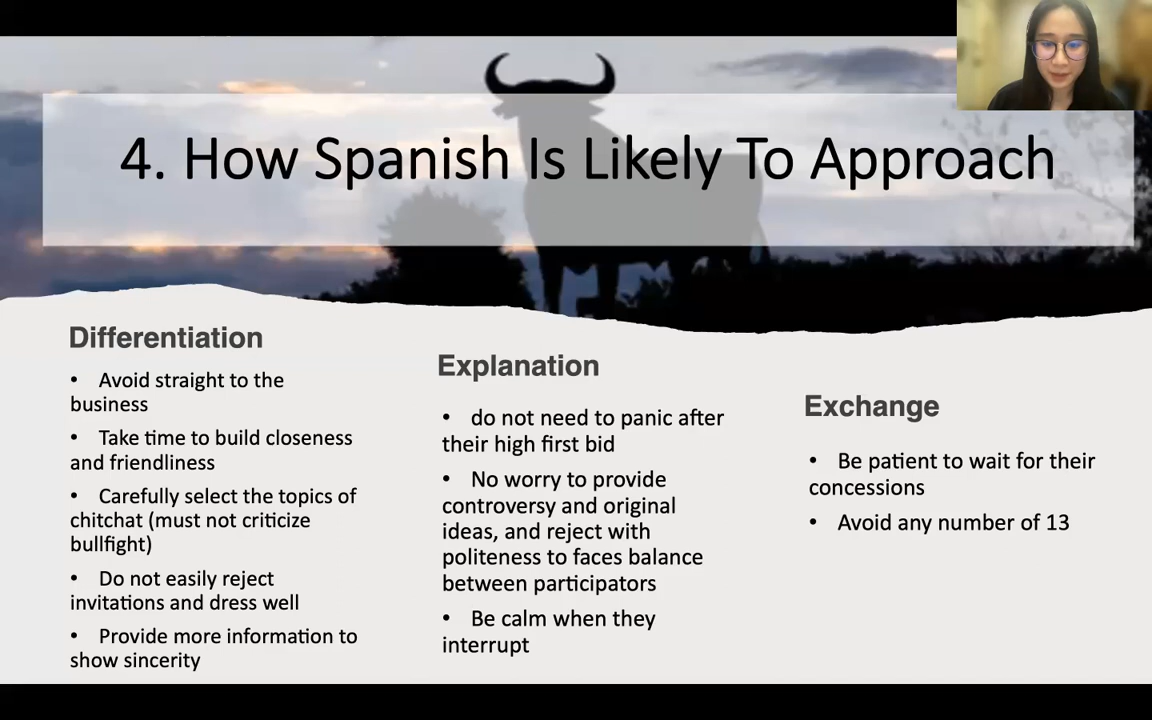 4. How Spanish Is Likely To Approach
Differentiation
• Avoid straight to the
business
• Take time to build closeness
and friendliness
• Carefully select the topics of
chitchat (must not criticize
bullfight)
• Do not easily reject
invitations and dress well
• Provide more information to
show sincerity
Explanation
• do not need to panic after
their high first bid
• No worry to provide
controversy and original
ideas, and reject with
politeness to faces balance
between participators
• Be calm when they
interrupt
Exchange
• Be patient to wait for their
concessions
• Avoid any number of 13